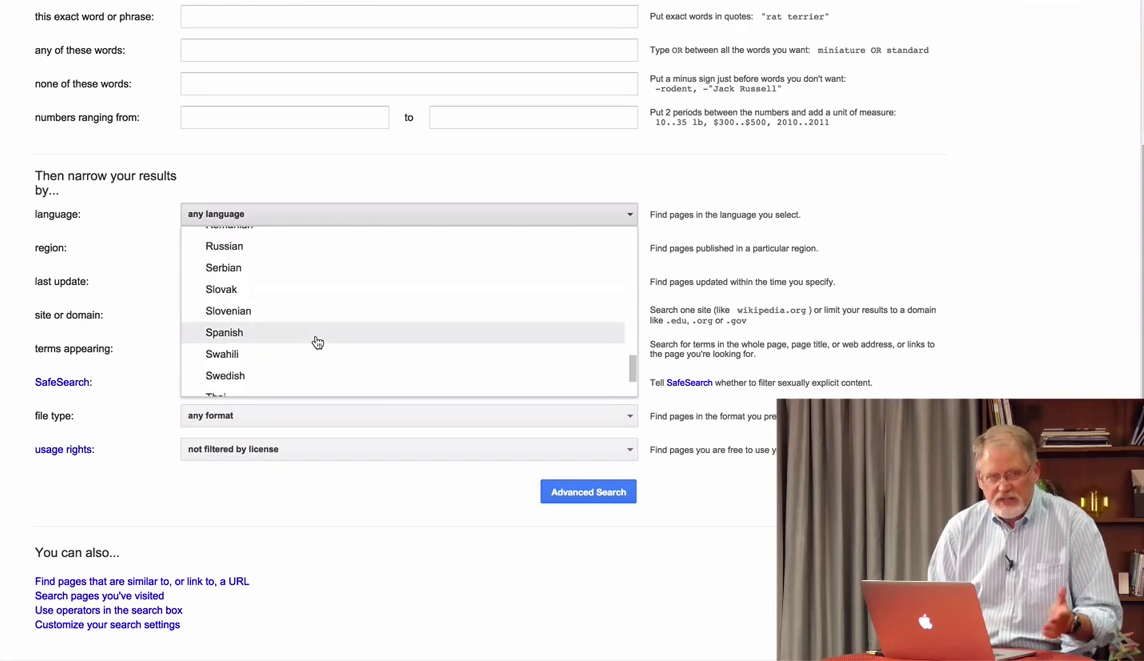 this exact word or phrase:
Put exact words in quotes: "rat terrier"
any of these words:
Type OR between all the words you want: miniature OR standard
none of these words:
Put a minus sign just before words you don't want:
-rodent, -"Jack Russell"
numbers ranging from:
to
Put 2 periods between the numbers and add a unit of measure:
10..35 lb, $300..$500, 2010..2011
Then narrow your results
by...
language:
any language
Find pages in the language you select.
Romanian
Russian
Serbian
Slovak
Slovenian
Spanish
Swahili
Swedish
Thai
region:
Find pages published in a particular region.
last update:
Find pages updated within the time you specify.
site or domain:
Search one site (like wikipedia.org ) or limit your results to a domain
like .edu, .org or .gov
terms appearing:
Search for terms in the whole page, page title, or web address, or links to
the page you're looking for.
SafeSearch:
Tell SafeSearch whether to filter sexually explicit content.
file type:
any format
Find pages in the format you pre
usage rights:
not filtered by license
Find pages you are free to use y
Advanced Search
You can also...
Find pages that are similar to, or link to, a URL
Search pages you've visited
Use operators in the search box
Customize your search settings